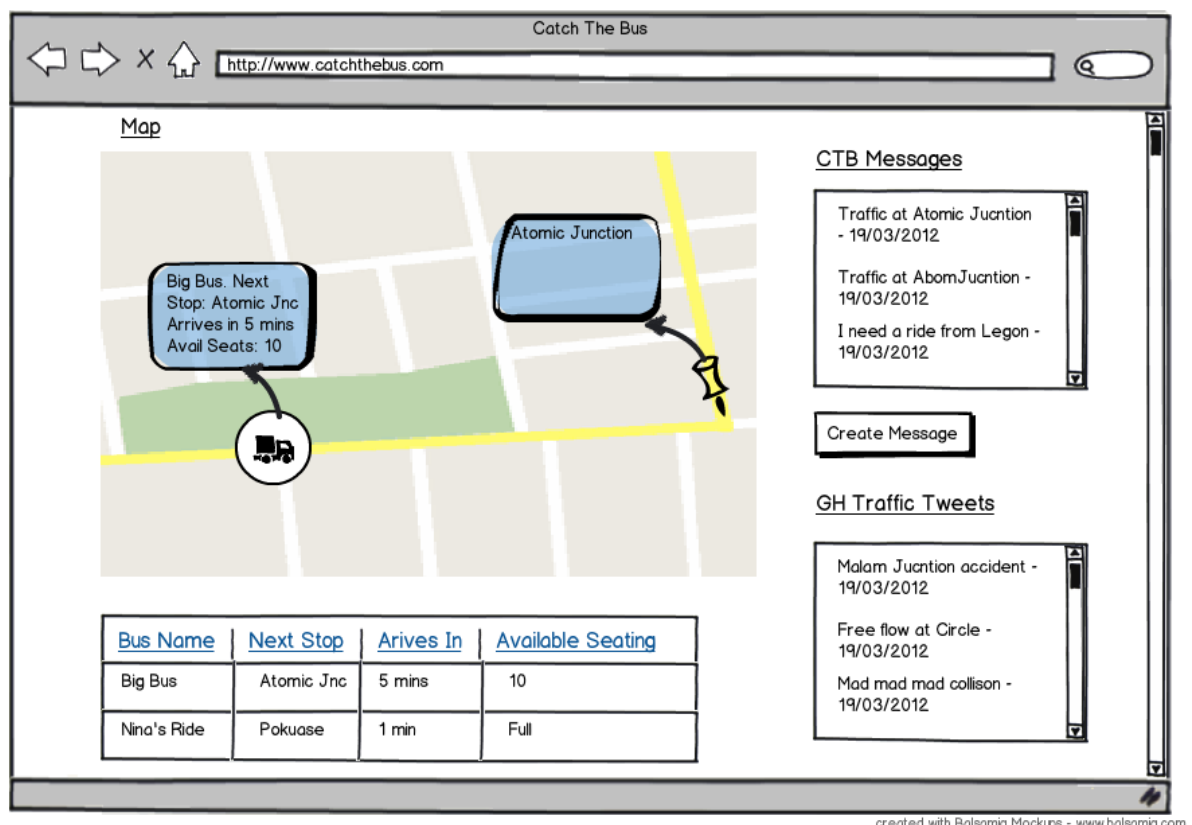 Catch The Bus
http://www.catchthebus.com
Map
Big Bus. Next
Stop: Atomic Jnc
Arrives in 5 mins
Avail Seats: 10
Atomic Junction
Bus Name Next Stop Arives In Available Seating
Big Bus Atomic Jnc 5 mins 10
Nina's Ride Pokuase 1 min Full
CTB Messages
Traffic at Atomic Jucntion
- 19/03/2012
Traffic at AbomJucntion -
19/03/2012
I need a ride from Legon -
19/03/2012
Create Message
GH Traffic Tweets
Malam Jucntion accident -
19/03/2012
Free flow at Circle -
19/03/2012
Mad mad mad collison -
19/03/2012
created with Balsamiq Mockups - www.balsamiq.com